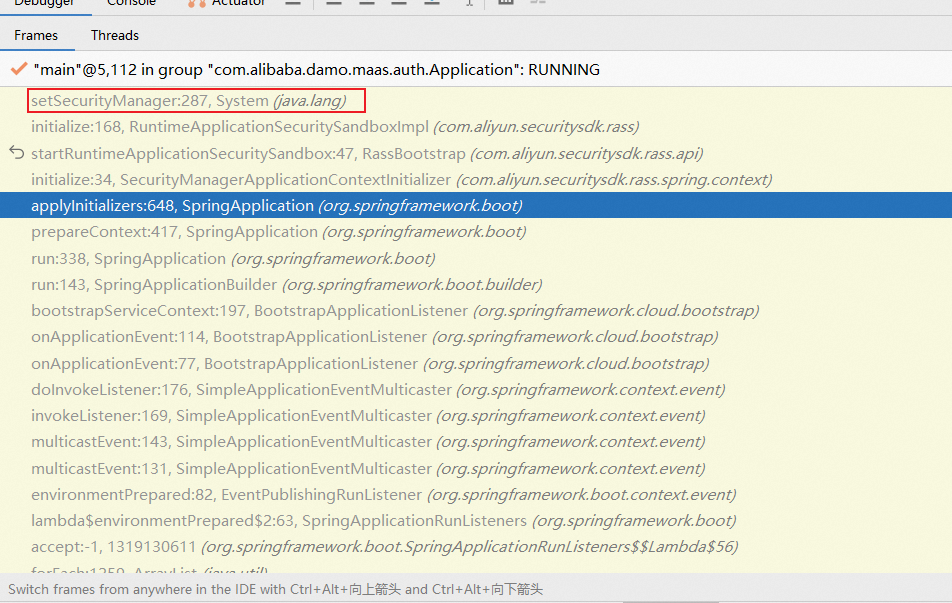 Debugger Console Actuator
Frames Threads
"main"@5,112 in group "com.alibaba.damo.maas.auth.Application": RUNNING
setSecurityManager:287, System (java.lang)
initialize:168, RuntimeApplicationSecuritySandboxImpl (com.aliyun.securitysdk.rass)
startRuntimeApplicationSecuritySandbox:47, RassBootstrap (com.aliyun.securitysdk.rass.api)
initialize:34, SecurityManagerApplicationContextInitializer (com.aliyun.securitysdk.rass.spring.context)
applyInitializers:648, SpringApplication (org.springframework.boot)
prepareContext:417, SpringApplication (org.springframework.boot)
run:338, SpringApplication (org.springframework.boot)
run:143, SpringApplicationBuilder (org.springframework.boot.builder)
bootstrapServiceContext:197, BootstrapApplicationListener (org.springframework.cloud.bootstrap)
onApplicationEvent:114, BootstrapApplicationListener (org.springframework.cloud.bootstrap)
onApplicationEvent:77, BootstrapApplicationListener (org.springframework.cloud.bootstrap)
doInvokeListener:176, SimpleApplicationEventMulticaster (org.springframework.context.event)
invokeListener:169, SimpleApplicationEventMulticaster (org.springframework.context.event)
multicastEvent:143, SimpleApplicationEventMulticaster (org.springframework.context.event)
multicastEvent:131, SimpleApplicationEventMulticaster (org.springframework.context.event)
environmentPrepared:82, EventPublishingRunListener (org.springframework.boot.context.event)
lambda$environmentPrepared$2:63, SpringApplicationRunListeners (org.springframework.boot)
accept:-1, 1319130611 (org.springframework.boot.SpringApplicationRunListeners$$Lambda$56)
forEach:1259, ArrayList (java.util)
Switch frames from anywhere in the IDE with Ctrl+Alt+向上箭头 and Ctrl+Alt+向下箭头